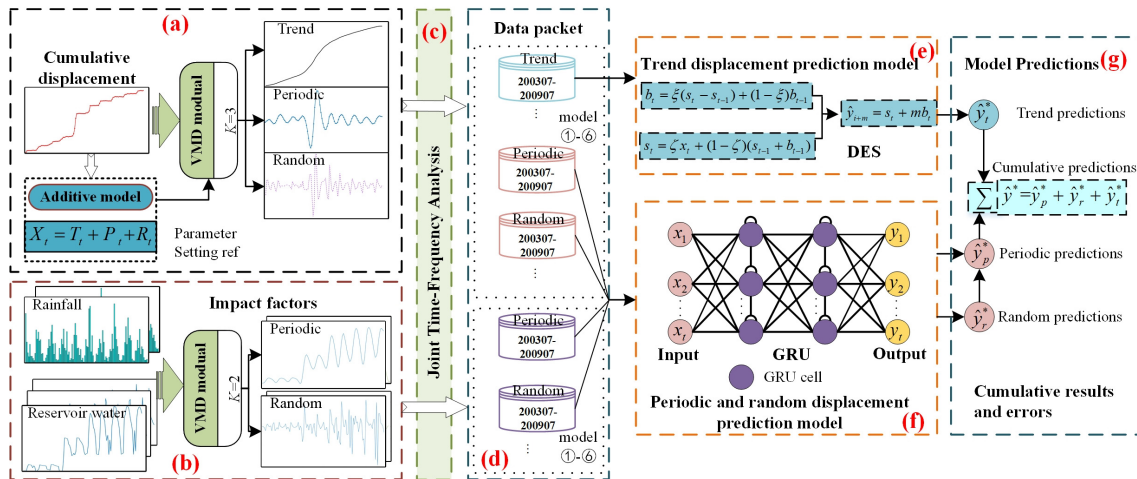 (a)
Cumulative
displacement
VMD modual
K=3
Trend
Periodic
Random
Additive model
X_t = T_t + P_t + R_t
Parameter
Setting ref
Impact factors
Rainfall
Reservoir water
VMD modual
K=2
Periodic
Random
(b)
(c)
Joint Time-Frequency Analysis
Data packet
Trend
200307-
200907
⋮
model
①-⑥
Periodic
200307-
200907
Random
200307-
200907
⋮
Periodic
200307-
200907
Random
200307-
200907
⋮
model
①-⑥
(d)
(e)
Trend displacement prediction model
b_t = ξ(s_t − s_{t−1}) + (1−ξ)b_{t−1}
s_t = ζ x_t + (1−ζ)(s_{t−1} + b_{t−1})
ŷ_{t+m} = s_t + mb_t
DES
x_1
x_2
x_t
y_1
y_2
y_t
Input
GRU
Output
GRU cell
Periodic and random displacement
prediction model
(f)
(g)
Model Predictions
ŷ_t^*
Trend predictions
Cumulative predictions
∑ ŷ^* = ŷ_p^* + ŷ_r^* + ŷ_t^*
ŷ_p^*
Periodic predictions
ŷ_r^*
Random predictions
Cumulative results
and errors